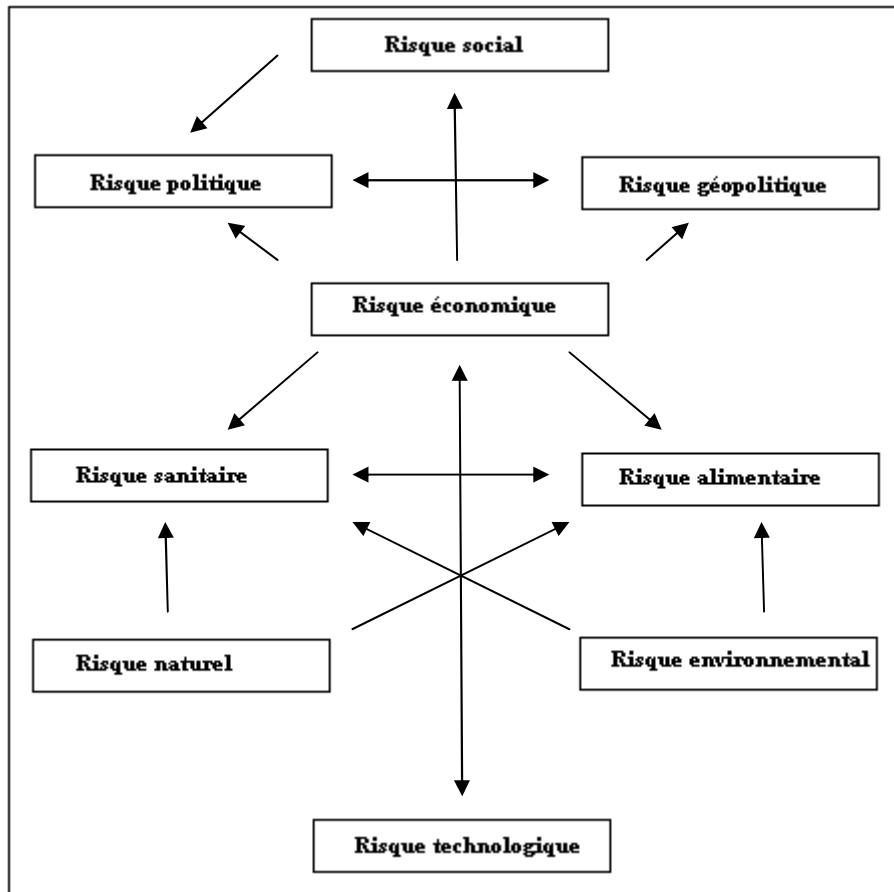 Risque social
Risque politique
Risque géopolitique
Risque économique
Risque sanitaire
Risque alimentaire
Risque naturel
Risque environnemental
Risque technologique